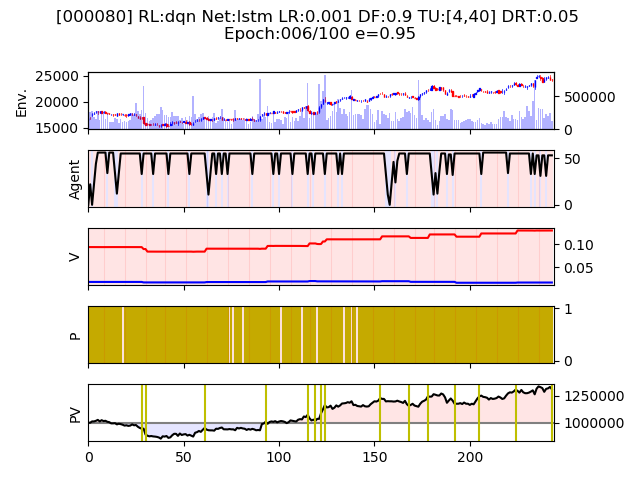 [000080] RL:dqn Net:lstm LR:0.001 DF:0.9 TU:[4,40] DRT:0.05
Epoch:006/100 e=0.95
Env.
25000
20000
15000
500000
0
Agent
50
0
V
0.10
0.05
P
1
0
PV
1250000
1000000
0
50
100
150
200